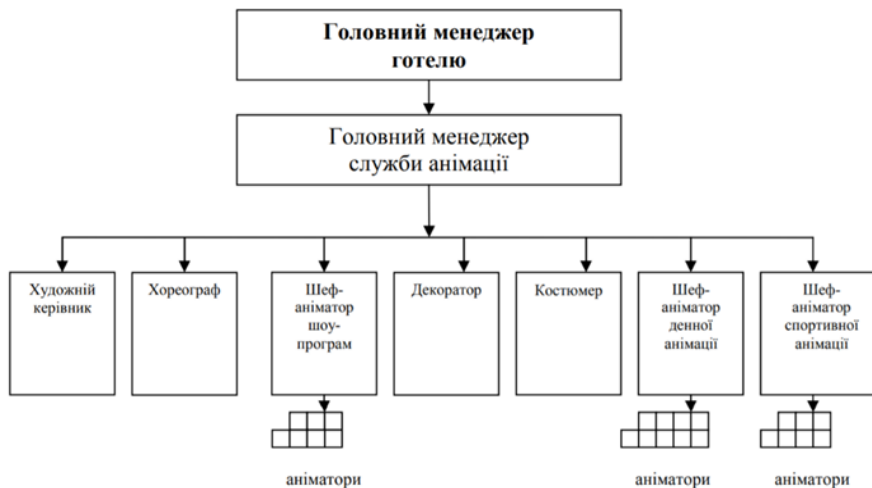 Головний менеджер
готелю
Головний менеджер
служби анімації
Художній
керівник
Хореограф
Шеф-
аніматор
шоу-
програм
Декоратор
Костюмер
Шеф-
аніматор
денної
анімації
Шеф-
аніматор
спортивної
анімації
аніматори
аніматори
аніматори